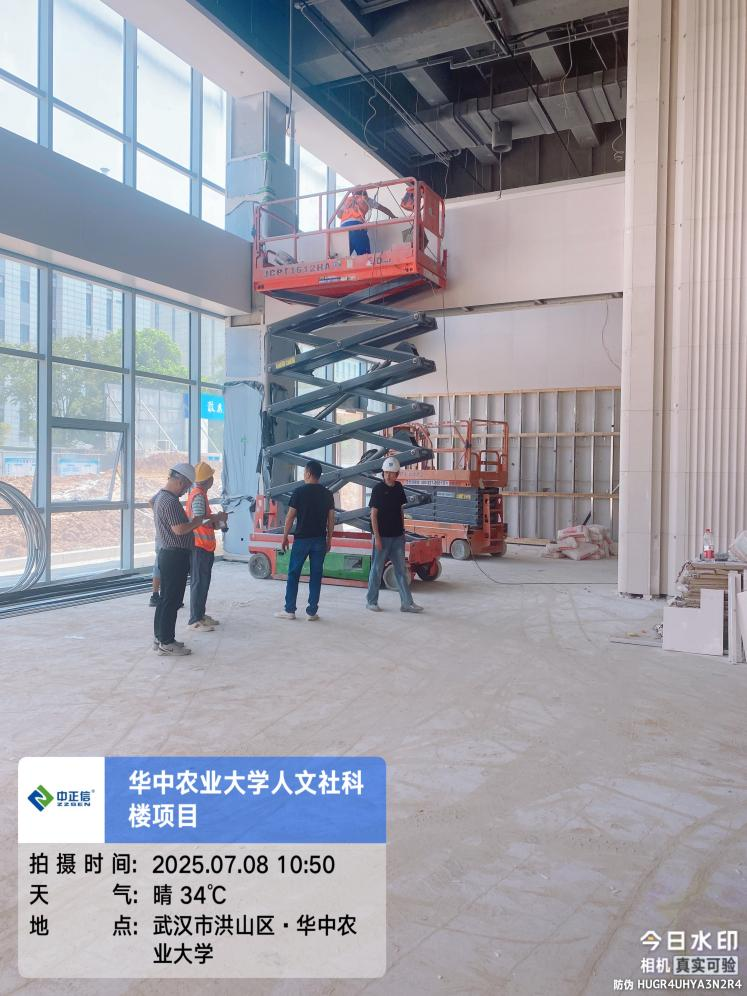 JCPT1612HA
中正信
ZZSEN
华中农业大学人文社科
楼项目
拍摄时间: 2025.07.08 10:50
天气: 晴 34℃
地点: 武汉市洪山区·华中农
业大学
今日水印
相机 真实可验
防伪 HUGR4UHYA3N2R4